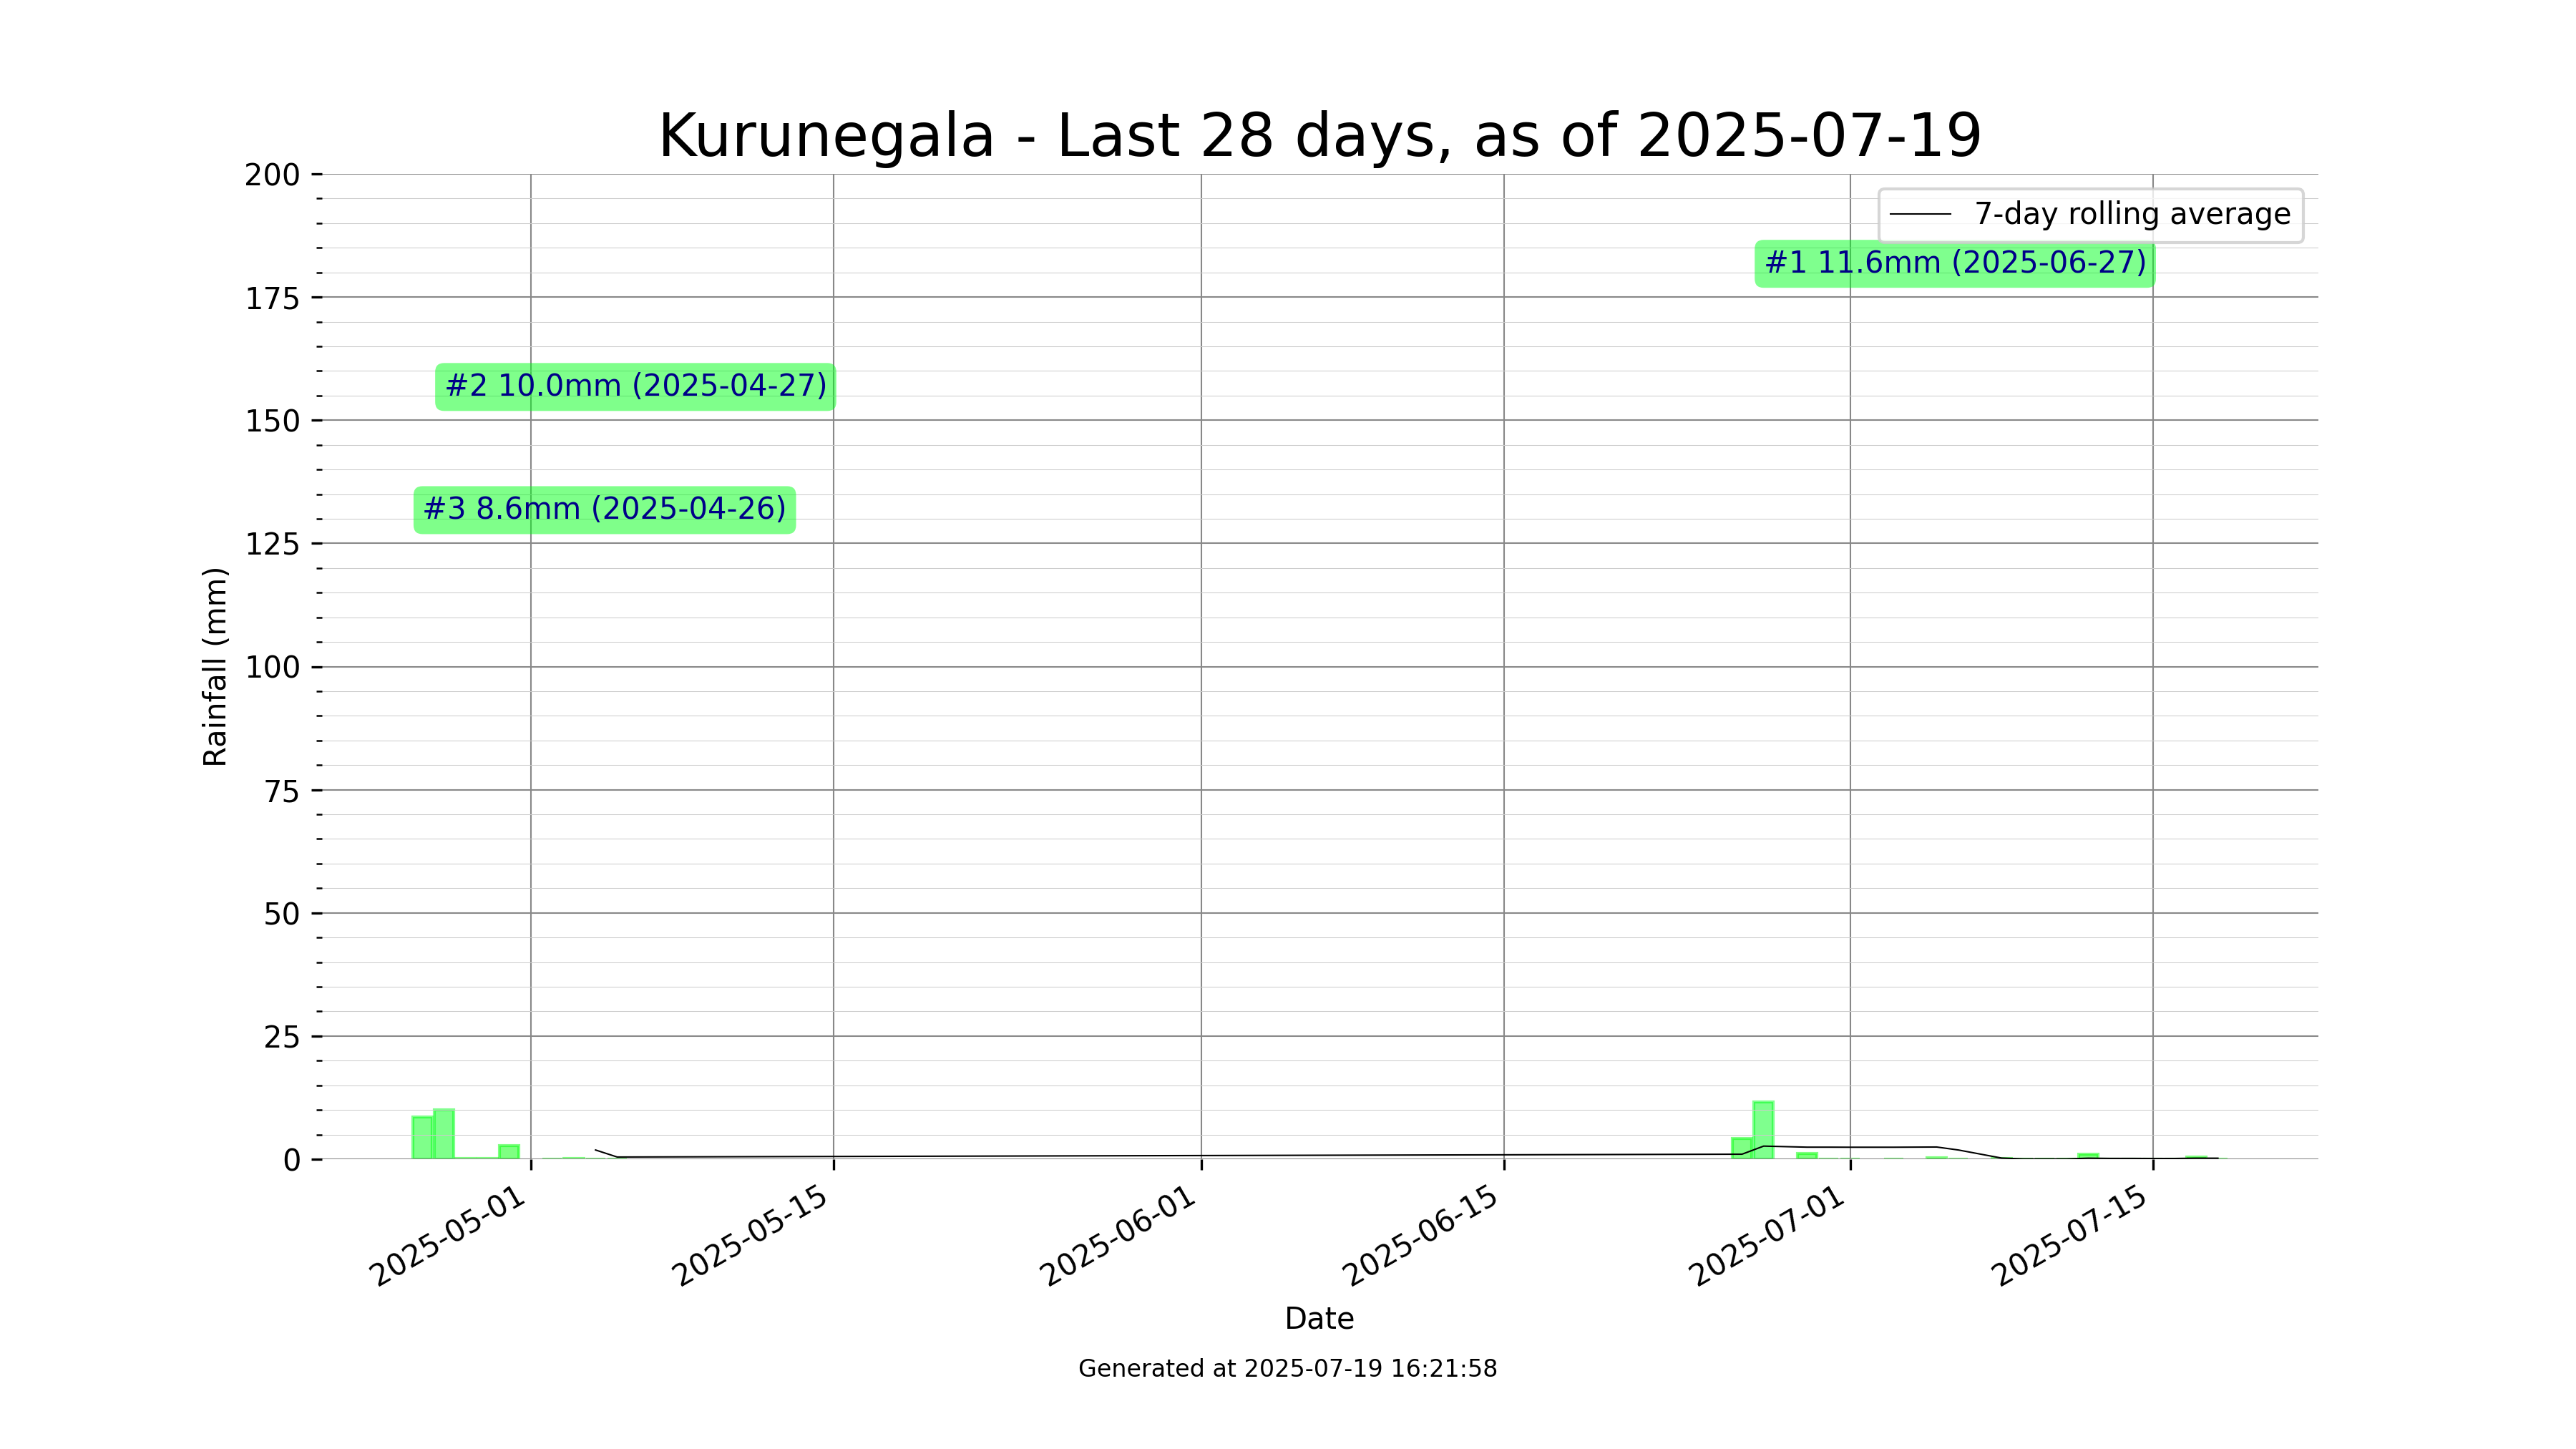 Kurunegala - Last 28 days, as of 2025-07-19
200
7-day rolling average
#1 11.6mm (2025-06-27)
175
#2 10.0mm (2025-04-27)
150
#3 8.6mm (2025-04-26)
125
Rainfall (mm)
100
75
50
25
0
2025-05-01
2025-05-15
2025-06-01
2025-06-15
2025-07-01
2025-07-15
Date
Generated at 2025-07-19 16:21:58